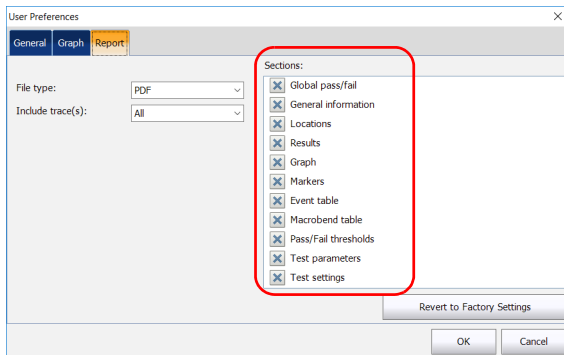 User Preferences
General Graph Report
Sections:
File type: PDF
Include trace(s): All
Global pass/fail
General information
Locations
Results
Graph
Markers
Event table
Macrobend table
Pass/Fail thresholds
Test parameters
Test settings
Revert to Factory Settings
OK Cancel